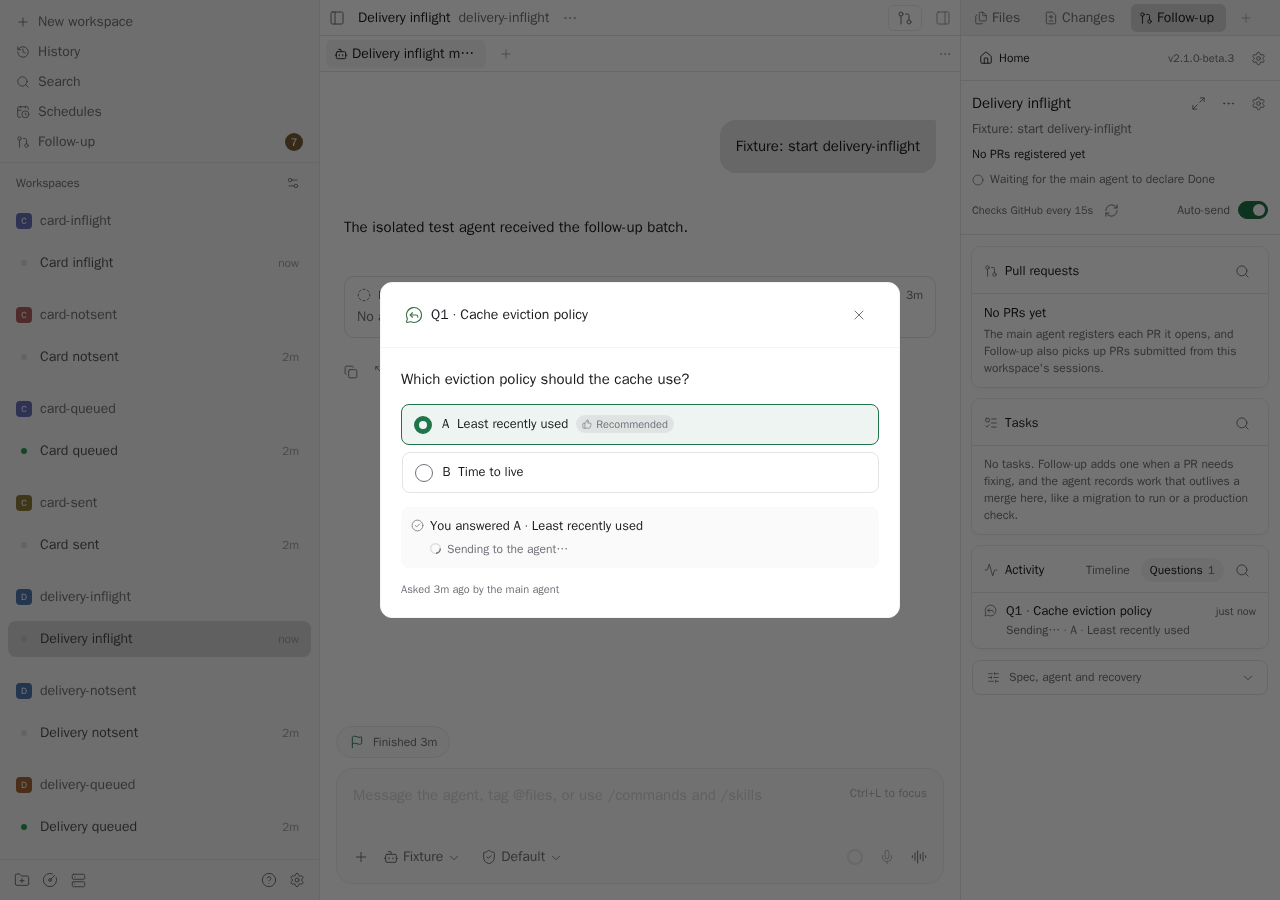 New workspace
History
Search
Schedules
Follow-up 7
Workspaces
C card-inflight
Card inflight now
C card-notsent
Card notsent 2m
C card-queued
Card queued 2m
C card-sent
Card sent 2m
D delivery-inflight
Delivery inflight now
D delivery-notsent
Delivery notsent 2m
D delivery-queued
Delivery queued 2m
Delivery inflight delivery-inflight
Delivery inflight m···
Fixture: start delivery-inflight
The isolated test agent received the follow-up batch.
3m
No
Q1 · Cache eviction policy
Which eviction policy should the cache use?
A Least recently used Recommended
B Time to live
You answered A · Least recently used
Sending to the agent···
Asked 3m ago by the main agent
Finished 3m
Message the agent, tag @files, or use /commands and /skills Ctrl+L to focus
Fixture Default
Files Changes Follow-up
Home v2.1.0-beta.3
Delivery inflight
Fixture: start delivery-inflight
No PRs registered yet
Waiting for the main agent to declare Done
Checks GitHub every 15s Auto-send
Pull requests
No PRs yet
The main agent registers each PR it opens, and
Follow-up also picks up PRs submitted from this
workspace's sessions.
Tasks
No tasks. Follow-up adds one when a PR needs
fixing, and the agent records work that outlives a
merge here, like a migration to run or a production
check.
Activity Timeline Questions 1
Q1 · Cache eviction policy just now
Sending··· · A · Least recently used
Spec, agent and recovery